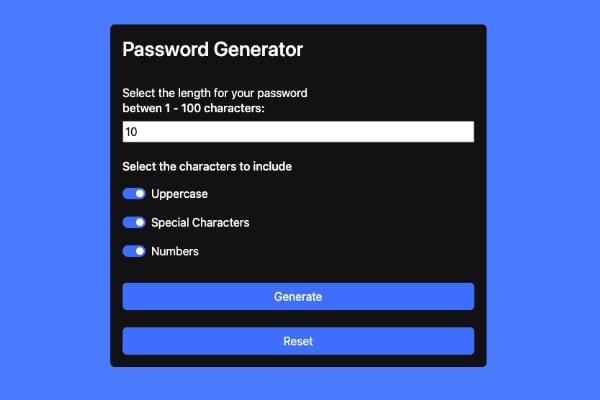 Password Generator
Select the length for your password
betwen 1 - 100 characters:
10
Select the characters to include
Uppercase
Special Characters
Numbers
Generate
Reset